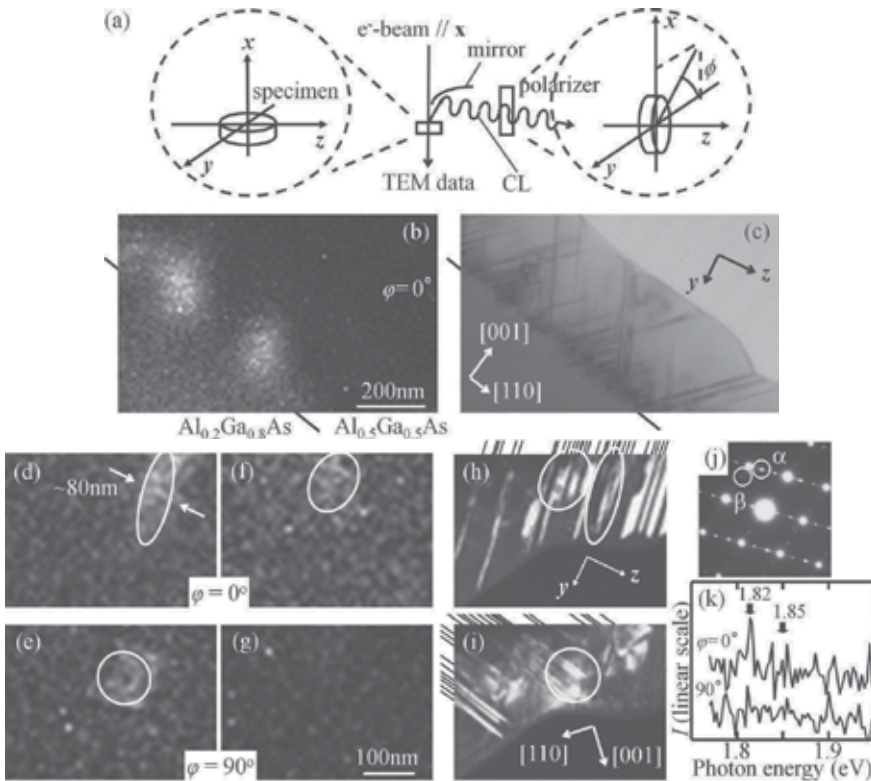 (a)
e⁻-beam // x
mirror
polarizer
specimen
x
y
z
TEM data
CL
x
ϕ
y
z
(b)
φ=0°
200nm
(c)
y
z
[001]
[110]
Al₀.₂Ga₀.₈As
Al₀.₅Ga₀.₅As
(d)
~80nm
(f)
φ = 0°
(h)
y
z
(j)
α
β
(e)
(g)
φ = 90°
100nm
(i)
[110]
[001]
(k)
1.82
1.85
φ=0°
90°
I (linear scale)
1.8
1.9
Photon energy (eV)